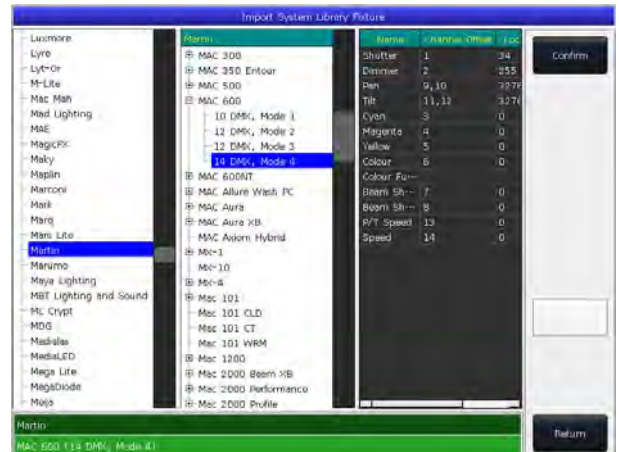 Import System Library Fixture
Luxmore
Lyre
Lyt-Or
M-Lite
Mac Mah
Mad Lighting
MAE
MagicFX
Maky
Maplin
Marconi
Mark
Marq
Mars Lite
Martin
Marumo
Maya Lighting
MBT Lighting and Sound
Mc Crypt
MDG
Medialas
MediaLED
Mega Lite
MegaDiode
Meja
Martin
MAC 300
MAC 350 Entour
MAC 500
MAC 600
10 DMX, Mode 1
12 DMX, Mode 2
12 DMX, Mode 3
14 DMX, Mode 4
MAC 600NT
MAC Allure Wash PC
MAC Aura
MAC Aura XB
MAC Axiom Hybrid
MX-1
MX-10
MX-4
Mac 101
Mac 101 CLD
Mac 101 CT
Mac 101 WRM
Mac 1200
Mac 2000 Beam XB
Mac 2000 Performance
Mac 2000 Profile
Name Channel Offset Loc
Shutter 1 34
Dimmer 2 255
Pan 9,10 3276
Tilt 11,12 3276
Cyan 3 0
Magenta 4 0
Yellow 5 0
Colour 6 0
Colour Fu···
Beam Sh··· 7 0
Beam Sh··· 8 0
P/T Speed 13 0
Speed 14 0
Confirm
Return
Martin
MAC 600 (14 DMX, Mode 4)